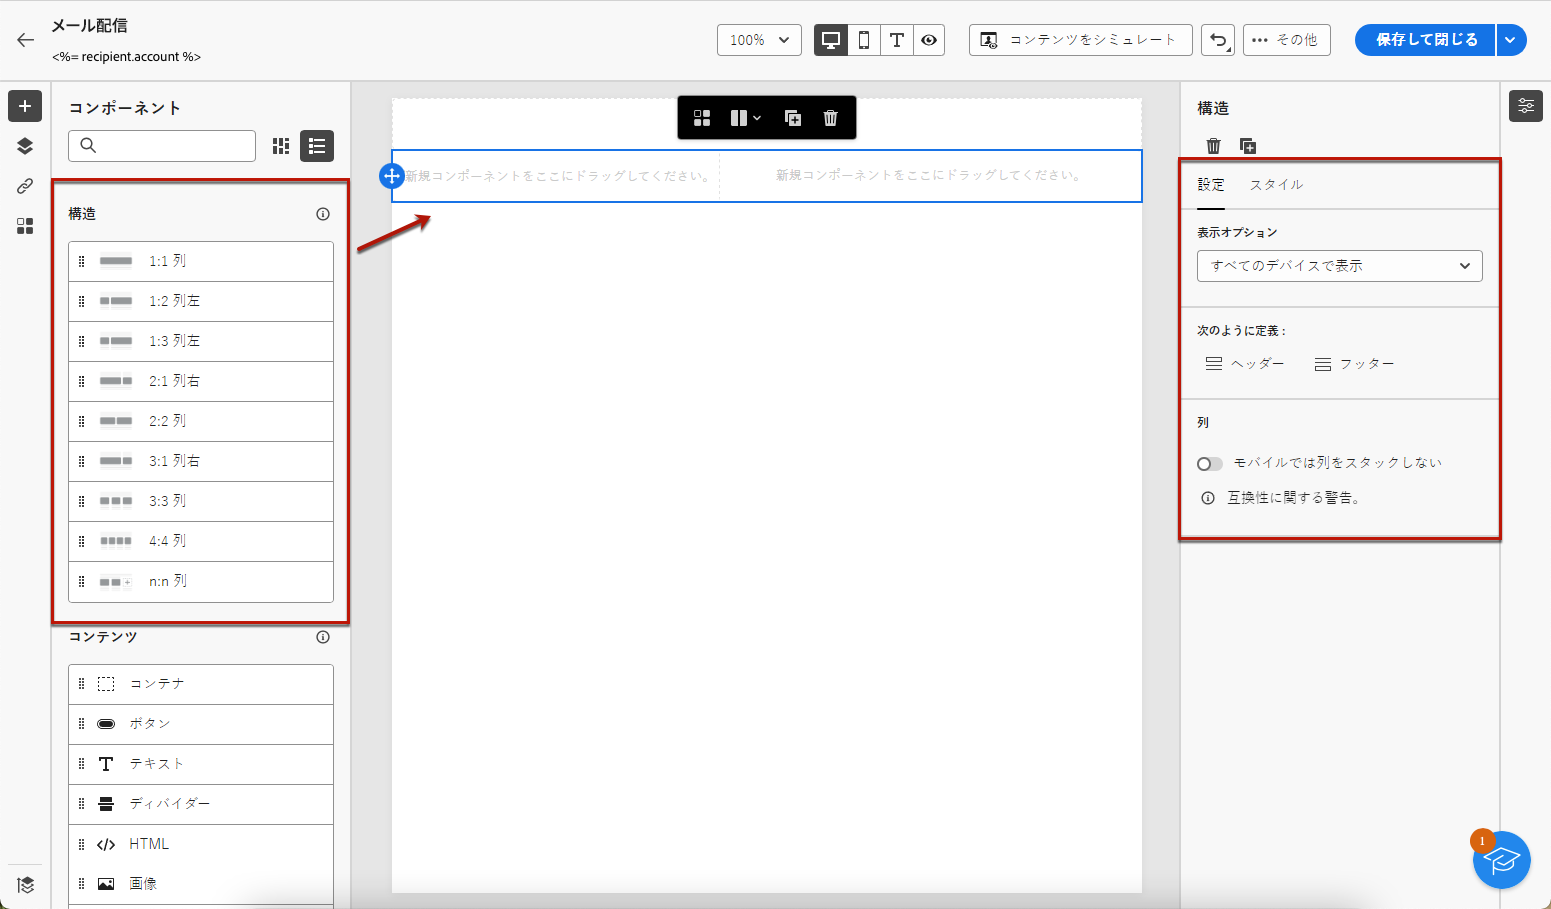 メール配信
<%= recipient.account %>
100%
コンテンツをシミュレート
その他
保存して閉じる
コンポーネント
構造
1:1 列
1:2 列左
1:3 列左
2:1 列右
2:2 列
3:1 列右
3:3 列
4:4 列
n:n 列
コンテンツ
コンテナ
ボタン
テキスト
ディバイダー
HTML
画像
新規コンポーネントをここにドラッグしてください。
新規コンポーネントをここにドラッグしてください。
構造
設定
スタイル
表示オプション
すべてのデバイスで表示
次のように定義 :
ヘッダー
フッター
列
モバイルでは列をスタックしない
互換性に関する警告。
1